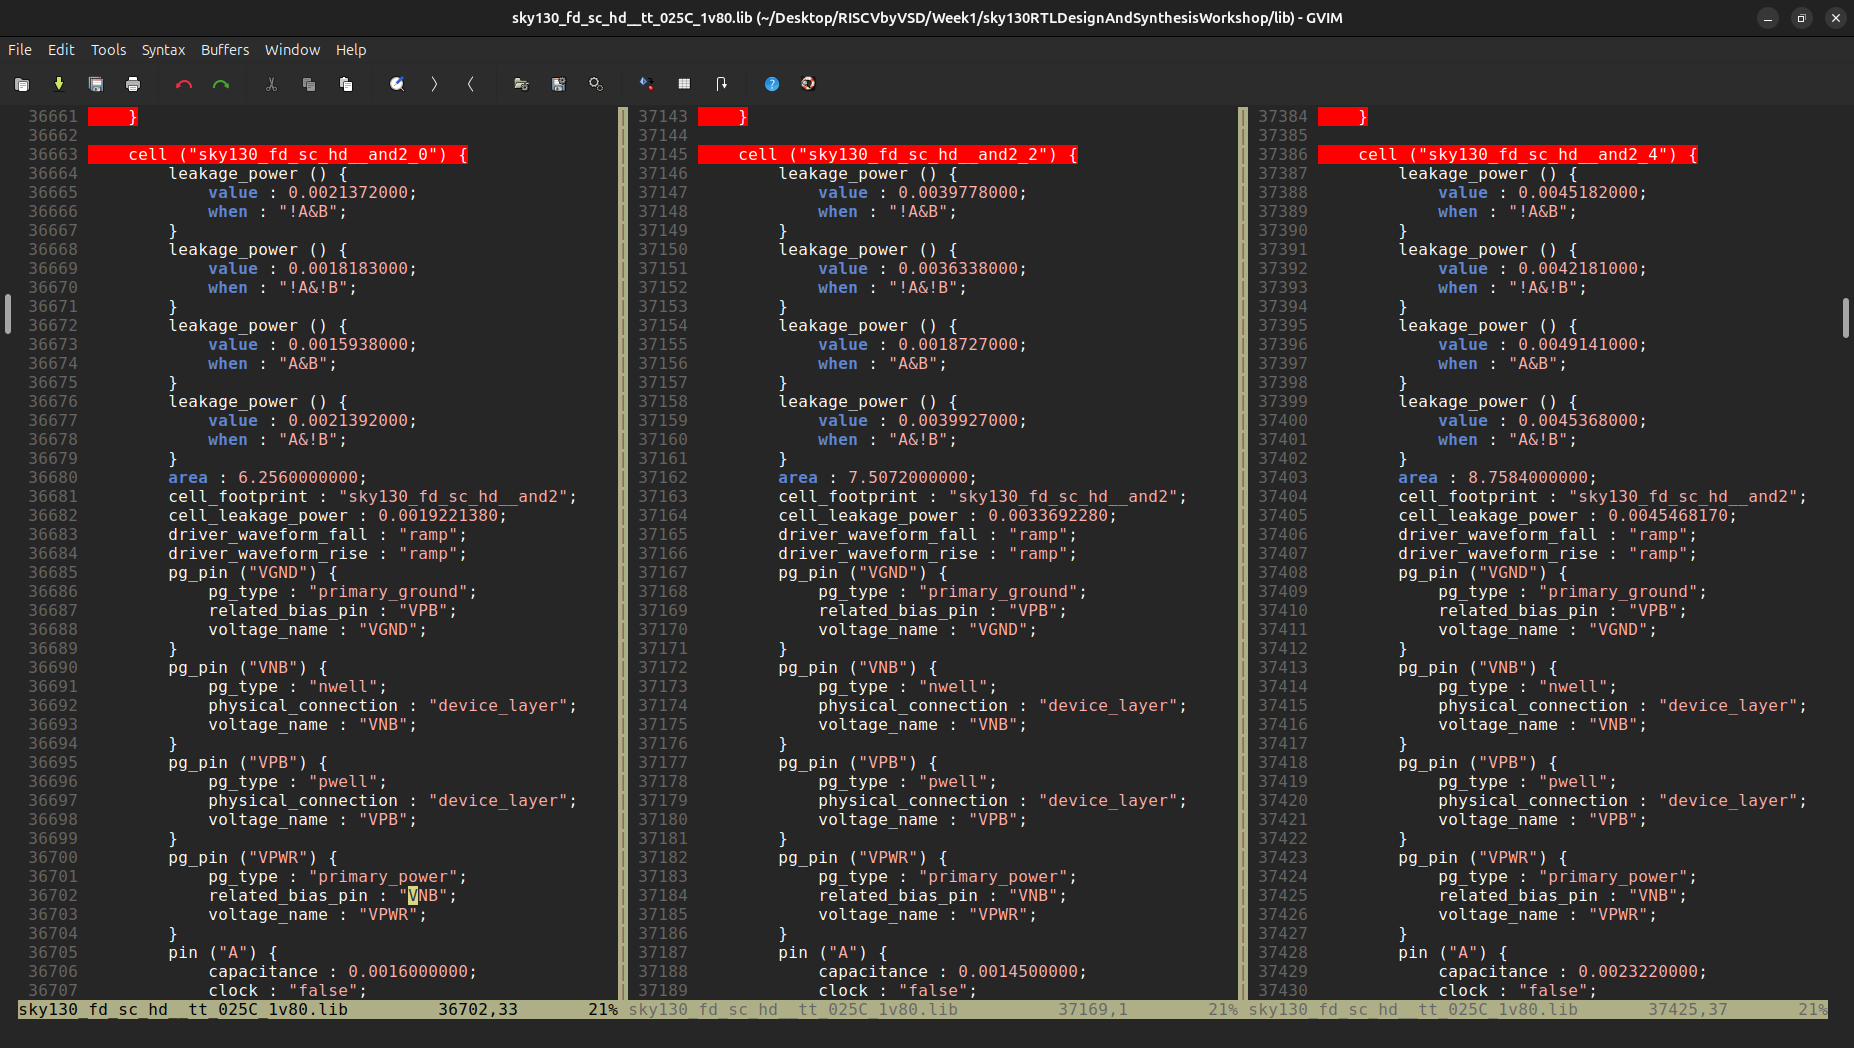 sky130_fd_sc_hd__tt_025C_1v80.lib (~/Desktop/RISCVbyVSD/Week1/sky130RTLDesignAndSynthesisWorkshop/lib) - GVIM
File Edit Tools Syntax Buffers Window Help
36661     }
36662
36663     cell ("sky130_fd_sc_hd__and2_0") {
36664         leakage_power () {
36665             value : 0.0021372000;
36666             when : "!A&B";
36667         }
36668         leakage_power () {
36669             value : 0.0018183000;
36670             when : "!A&!B";
36671         }
36672         leakage_power () {
36673             value : 0.0015938000;
36674             when : "A&B";
36675         }
36676         leakage_power () {
36677             value : 0.0021392000;
36678             when : "A&!B";
36679         }
36680         area : 6.2560000000;
36681         cell_footprint : "sky130_fd_sc_hd__and2";
36682         cell_leakage_power : 0.0019221380;
36683         driver_waveform_fall : "ramp";
36684         driver_waveform_rise : "ramp";
36685         pg_pin ("VGND") {
36686             pg_type : "primary_ground";
36687             related_bias_pin : "VPB";
36688             voltage_name : "VGND";
36689         }
36690         pg_pin ("VNB") {
36691             pg_type : "nwell";
36692             physical_connection : "device_layer";
36693             voltage_name : "VNB";
36694         }
36695         pg_pin ("VPB") {
36696             pg_type : "pwell";
36697             physical_connection : "device_layer";
36698             voltage_name : "VPB";
36699         }
36700         pg_pin ("VPWR") {
36701             pg_type : "primary_power";
36702             related_bias_pin : "VNB";
36703             voltage_name : "VPWR";
36704         }
36705         pin ("A") {
36706             capacitance : 0.0016000000;
36707             clock : "false";
sky130_fd_sc_hd__tt_025C_1v80.lib 36702,33 21%
37143     }
37144
37145     cell ("sky130_fd_sc_hd__and2_2") {
37146         leakage_power () {
37147             value : 0.0039778000;
37148             when : "!A&B";
37149         }
37150         leakage_power () {
37151             value : 0.0036338000;
37152             when : "!A&!B";
37153         }
37154         leakage_power () {
37155             value : 0.0018727000;
37156             when : "A&B";
37157         }
37158         leakage_power () {
37159             value : 0.0039927000;
37160             when : "A&!B";
37161         }
37162         area : 7.5072000000;
37163         cell_footprint : "sky130_fd_sc_hd__and2";
37164         cell_leakage_power : 0.0033692280;
37165         driver_waveform_fall : "ramp";
37166         driver_waveform_rise : "ramp";
37167         pg_pin ("VGND") {
37168             pg_type : "primary_ground";
37169             related_bias_pin : "VPB";
37170             voltage_name : "VGND";
37171         }
37172         pg_pin ("VNB") {
37173             pg_type : "nwell";
37174             physical_connection : "device_layer";
37175             voltage_name : "VNB";
37176         }
37177         pg_pin ("VPB") {
37178             pg_type : "pwell";
37179             physical_connection : "device_layer";
37180             voltage_name : "VPB";
37181         }
37182         pg_pin ("VPWR") {
37183             pg_type : "primary_power";
37184             related_bias_pin : "VNB";
37185             voltage_name : "VPWR";
37186         }
37187         pin ("A") {
37188             capacitance : 0.0014500000;
37189             clock : "false";
sky130_fd_sc_hd__tt_025C_1v80.lib 37169,1 21%
37384     }
37385
37386     cell ("sky130_fd_sc_hd__and2_4") {
37387         leakage_power () {
37388             value : 0.0045182000;
37389             when : "!A&B";
37390         }
37391         leakage_power () {
37392             value : 0.0042181000;
37393             when : "!A&!B";
37394         }
37395         leakage_power () {
37396             value : 0.0049141000;
37397             when : "A&B";
37398         }
37399         leakage_power () {
37400             value : 0.0045368000;
37401             when : "A&!B";
37402         }
37403         area : 8.7584000000;
37404         cell_footprint : "sky130_fd_sc_hd__and2";
37405         cell_leakage_power : 0.0045468170;
37406         driver_waveform_fall : "ramp";
37407         driver_waveform_rise : "ramp";
37408         pg_pin ("VGND") {
37409             pg_type : "primary_ground";
37410             related_bias_pin : "VPB";
37411             voltage_name : "VGND";
37412         }
37413         pg_pin ("VNB") {
37414             pg_type : "nwell";
37415             physical_connection : "device_layer";
37416             voltage_name : "VNB";
37417         }
37418         pg_pin ("VPB") {
37419             pg_type : "pwell";
37420             physical_connection : "device_layer";
37421             voltage_name : "VPB";
37422         }
37423         pg_pin ("VPWR") {
37424             pg_type : "primary_power";
37425             related_bias_pin : "VNB";
37426             voltage_name : "VPWR";
37427         }
37428         pin ("A") {
37429             capacitance : 0.0023220000;
37430             clock : "false";
sky130_fd_sc_hd__tt_025C_1v80.lib 37425,37 21%